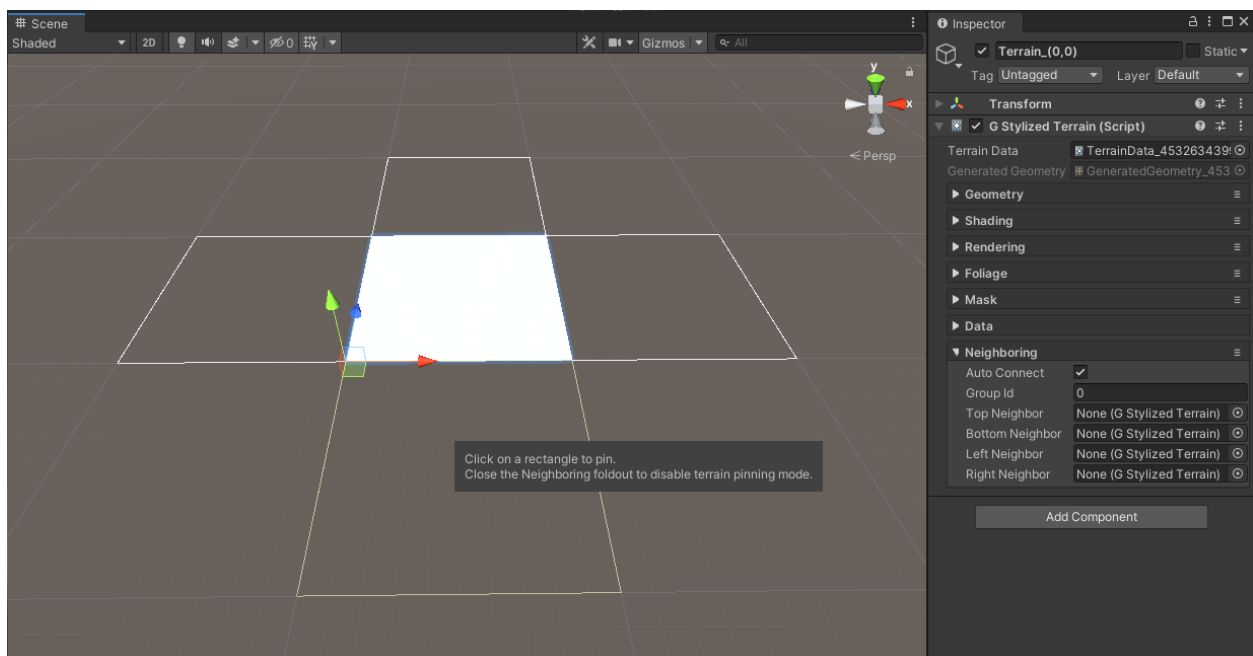 Scene
Shaded
2D
0
Gizmos
All
y
x
Persp
Click on a rectangle to pin.
Close the Neighboring foldout to disable terrain pinning mode.
Inspector
Terrain_(0,0)
Static
Tag Untagged Layer Default
Transform
G Stylized Terrain (Script)
Terrain Data TerrainData_4532634399
Generated Geometry GeneratedGeometry_453
Geometry
Shading
Rendering
Foliage
Mask
Data
Neighboring
Auto Connect
Group Id 0
Top Neighbor None (G Stylized Terrain)
Bottom Neighbor None (G Stylized Terrain)
Left Neighbor None (G Stylized Terrain)
Right Neighbor None (G Stylized Terrain)
Add Component